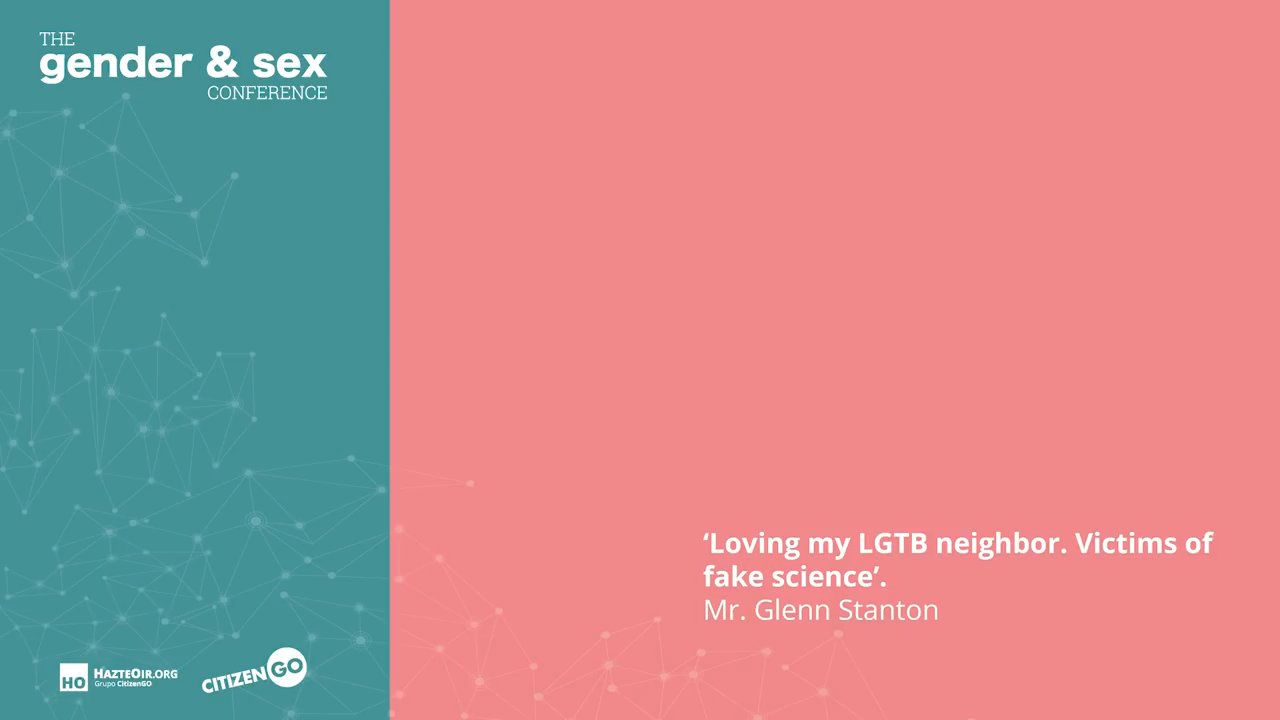 THE
gender & sex
CONFERENCE
‘Loving my LGTB neighbor. Victims of
fake science’.
Mr. Glenn Stanton
HO HAZTEOIR.ORG
Grupo CitizenGO
CITIZENGO